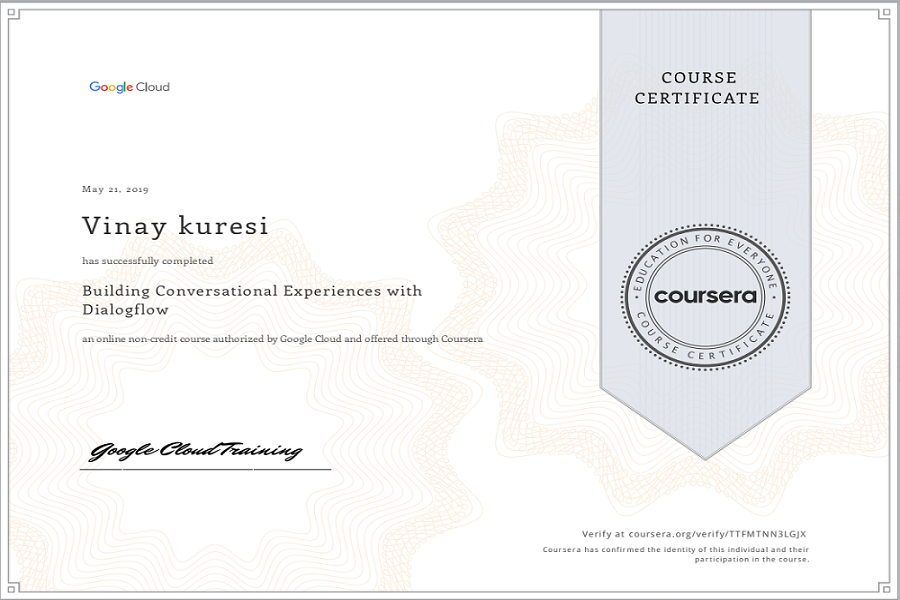 Google Cloud
COURSE
CERTIFICATE
May 21, 2019
Vinay kuresi
has successfully completed
Building Conversational Experiences with
Dialogflow
an online non-credit course authorized by Google Cloud and offered through Coursera
EDUCATION FOR EVERYONE
coursera
COURSE CERTIFICATE
Google Cloud Training
Verify at coursera.org/verify/TTFMTNN3LGJX
Coursera has confirmed the identity of this individual and their
participation in the course.